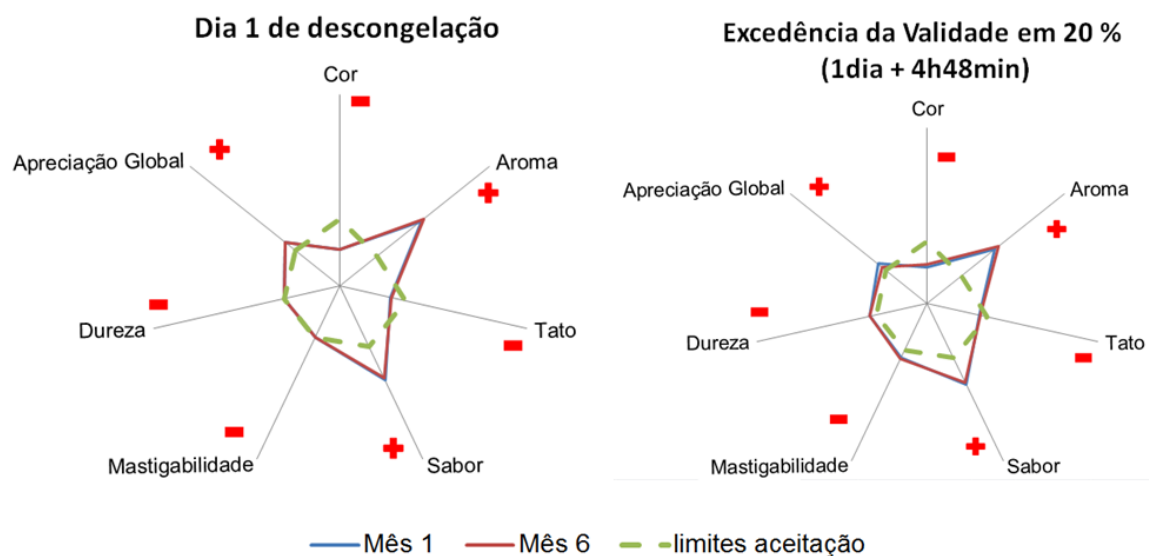 Dia 1 de descongelação
Cor
Aroma
Tato
Sabor
Mastigabilidade
Dureza
Apreciação Global
Excedência da Validade em 20 %
(1dia + 4h48min)
Cor
Aroma
Tato
Sabor
Mastigabilidade
Dureza
Apreciação Global
Mês 1 Mês 6 limites aceitação